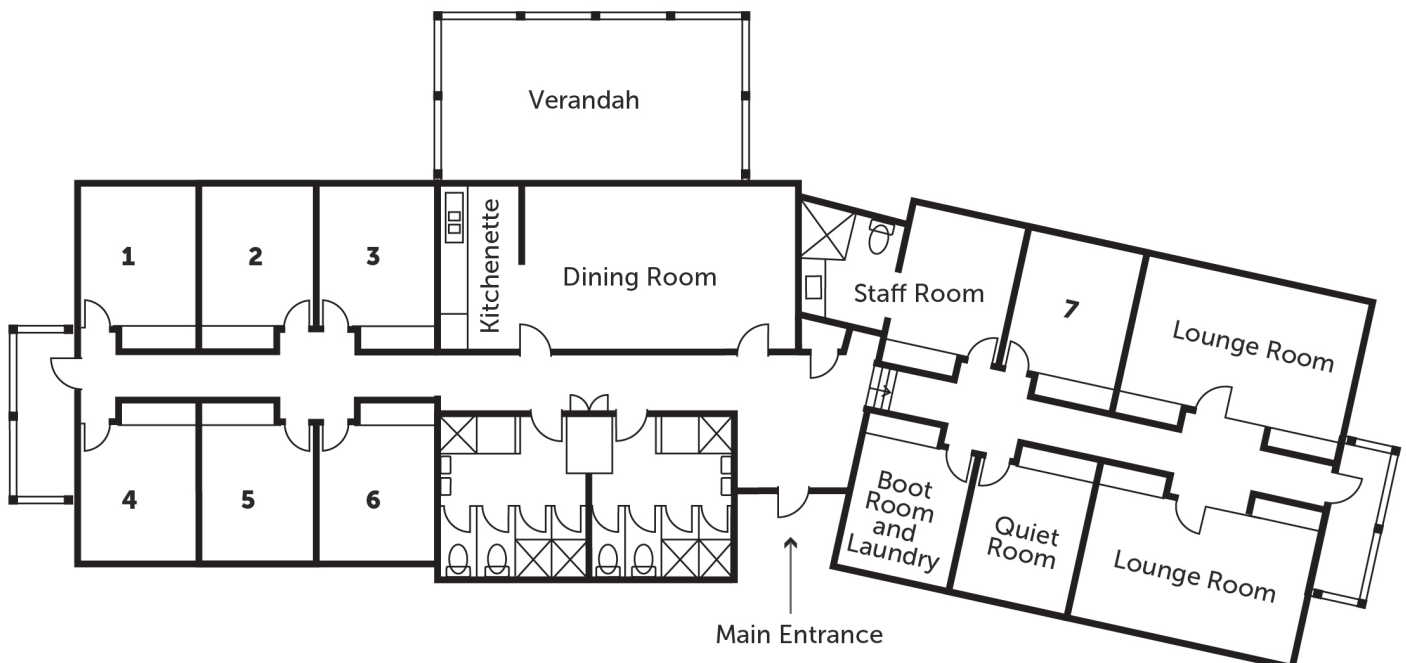 Verandah
1
2
3
Kitchenette
Dining Room
Staff Room
7
Lounge Room
4
5
6
Boot
Room
and
Laundry
Quiet
Room
Lounge Room
Main Entrance